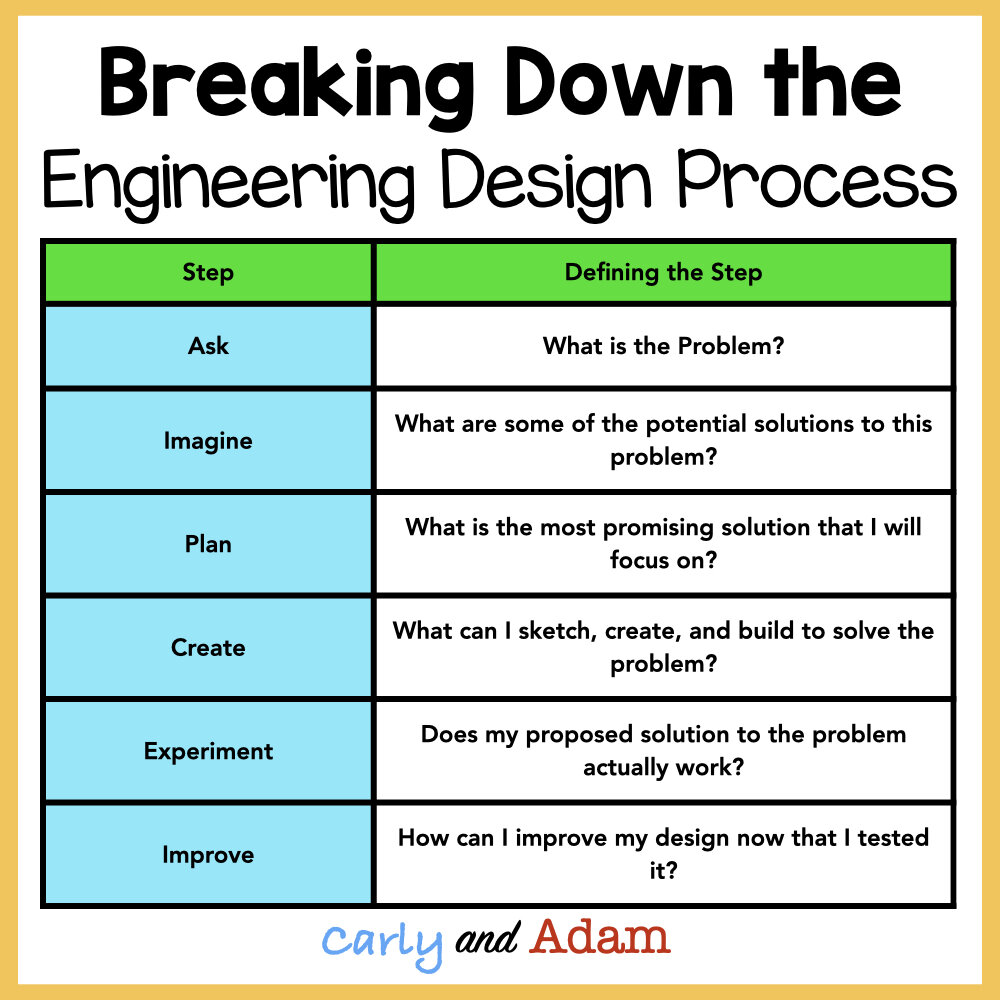 Breaking Down the
Engineering Design Process
Step
Defining the Step
Ask
What is the Problem?
Imagine
What are some of the potential solutions to this
problem?
Plan
What is the most promising solution that I will
focus on?
Create
What can I sketch, create, and build to solve the
problem?
Experiment
Does my proposed solution to the problem
actually work?
Improve
How can I improve my design now that I tested
it?
carly and Adam